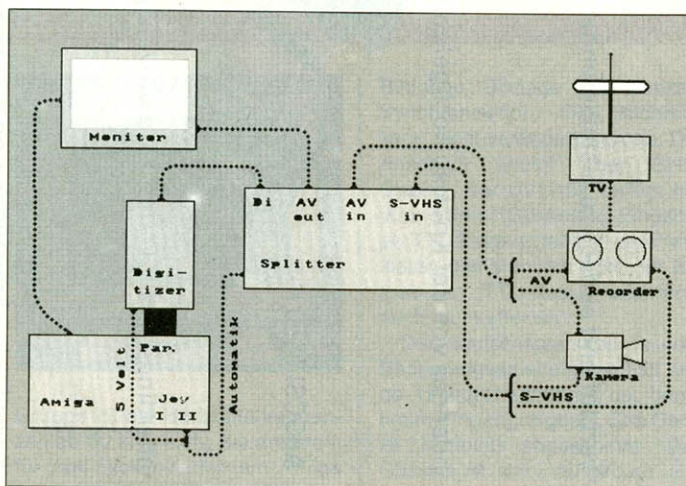 Monitor
TV
Di AV out AV in S-VHS in
Splitter
Digi-
tizer
Recorder
AV
Kamera
S-VHS
Par.
5 Volt
Automatik
Amiga
Joy
I II